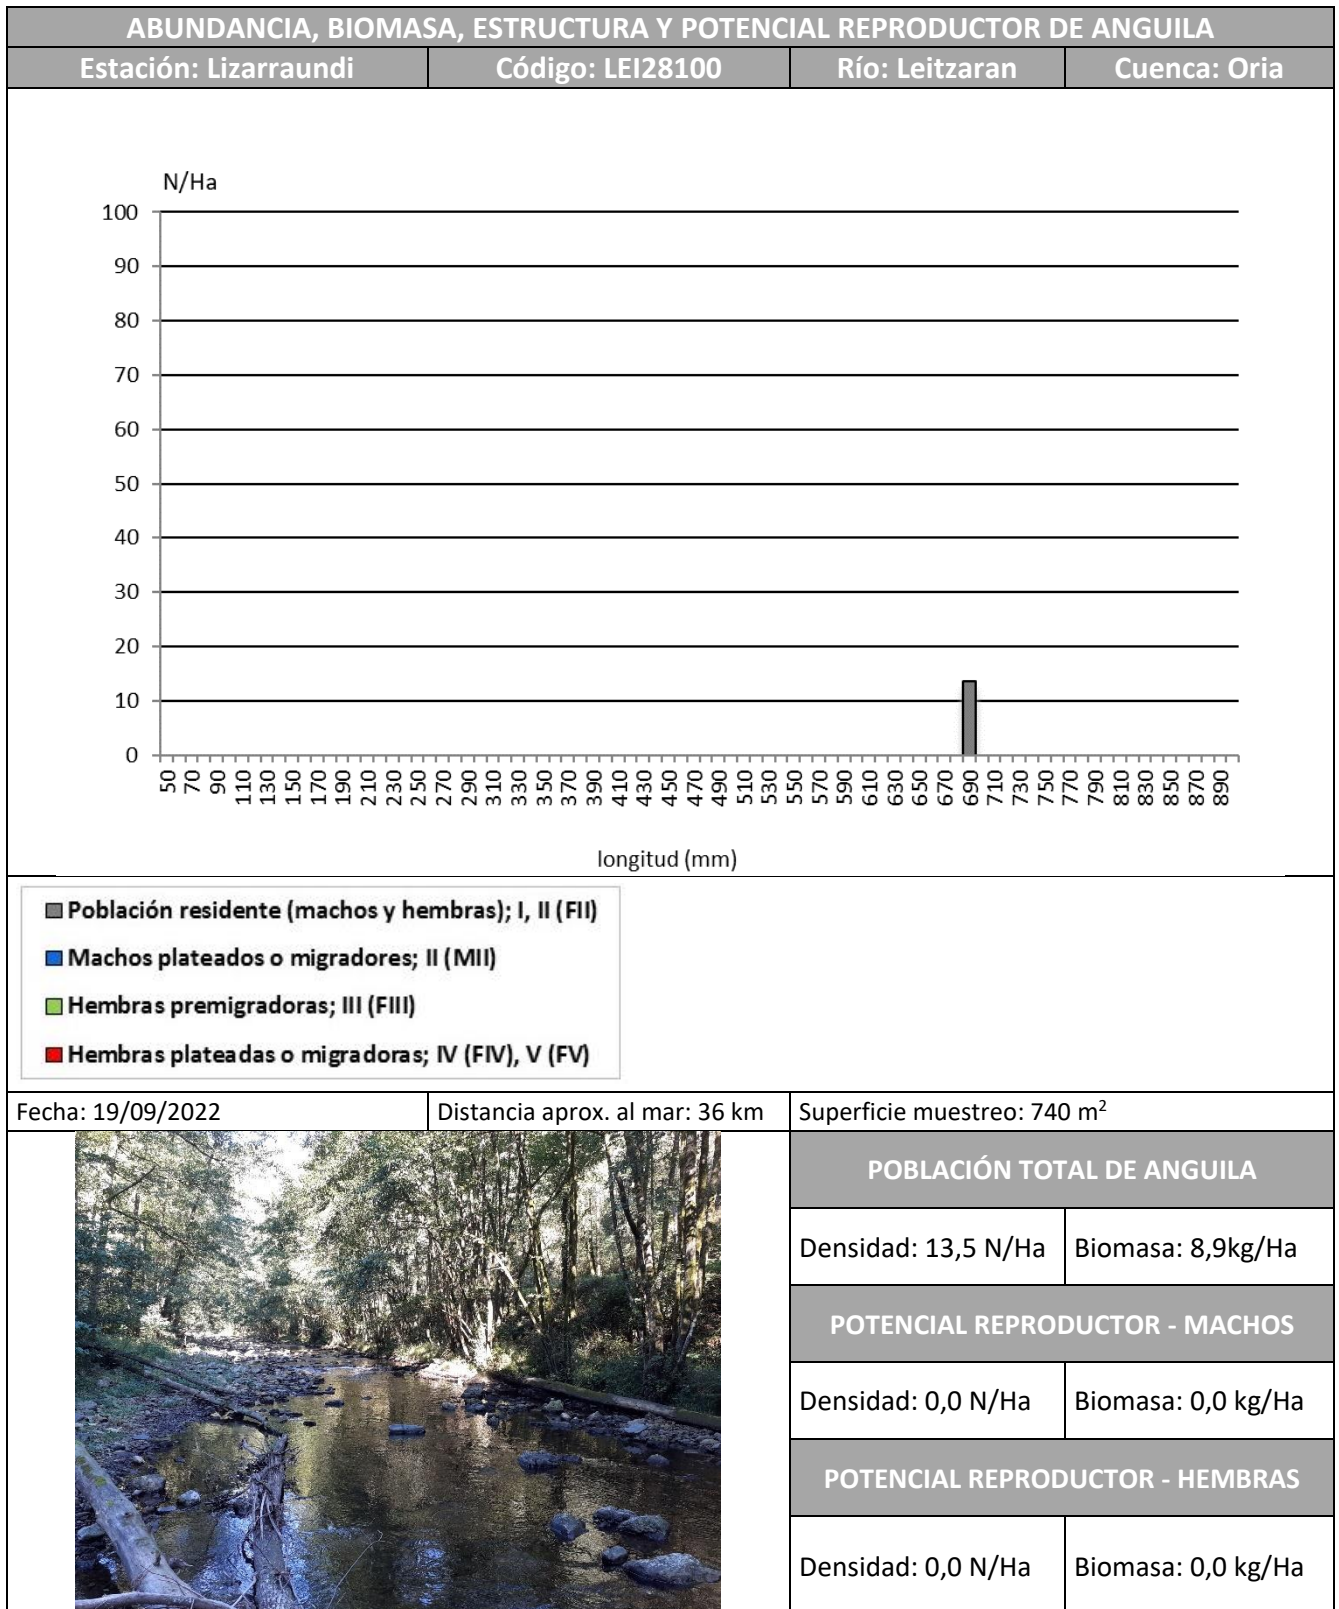 ABUNDANCIA, BIOMASA, ESTRUCTURA Y POTENCIAL REPRODUCTOR DE ANGUILA
Estación: Lizarraundi Código: LEI28100 Río: Leitzaran Cuenca: Oria
N/Ha
100
90
80
70
60
50
40
30
20
10
0
50 70 90 110 130 150 170 190 210 230 250 270 290 310 330 350 370 390 410 430 450 470 490 510 530 550 570 590 610 630 650 670 690 710 730 750 770 790 810 830 850 870 890
longitud (mm)
Población residente (machos y hembras); I, II (FII)
Machos plateados o migradores; II (MII)
Hembras premigradoras; III (FIII)
Hembras plateadas o migradoras; IV (FIV), V (FV)
Fecha: 19/09/2022 Distancia aprox. al mar: 36 km Superficie muestreo: 740 m²
POBLACIÓN TOTAL DE ANGUILA
Densidad: 13,5 N/Ha Biomasa: 8,9kg/Ha
POTENCIAL REPRODUCTOR - MACHOS
Densidad: 0,0 N/Ha Biomasa: 0,0 kg/Ha
POTENCIAL REPRODUCTOR - HEMBRAS
Densidad: 0,0 N/Ha Biomasa: 0,0 kg/Ha